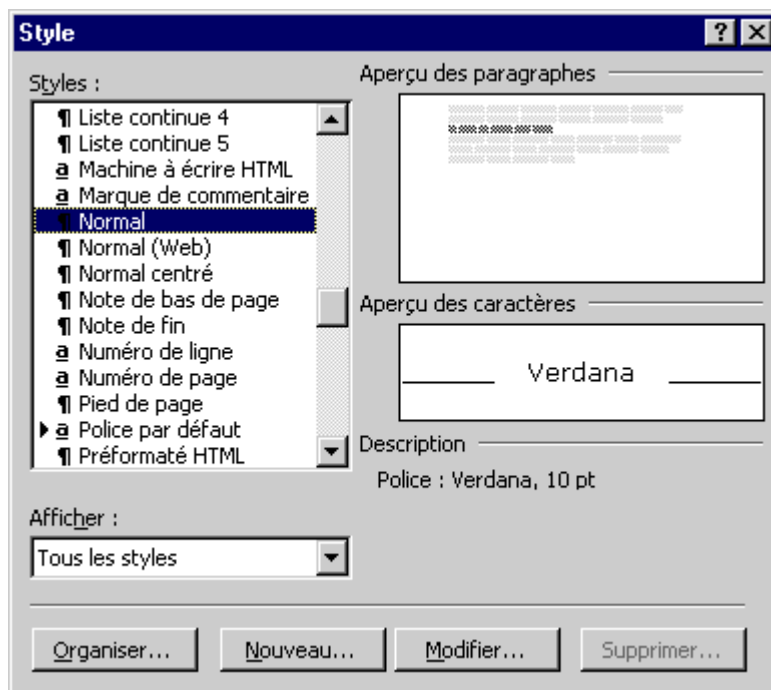 Style
Styles :
¶ Liste continue 4
¶ Liste continue 5
a Machine à écrire HTML
a Marque de commentaire
¶ Normal
¶ Normal (Web)
¶ Normal centré
¶ Note de bas de page
¶ Note de fin
a Numéro de ligne
a Numéro de page
¶ Pied de page
a Police par défaut
¶ Préformaté HTML
Afficher :
Tous les styles
Aperçu des paragraphes
Aperçu des caractères
Verdana
Description
Police : Verdana, 10 pt
Organiser...
Nouveau...
Modifier...
Supprimer...